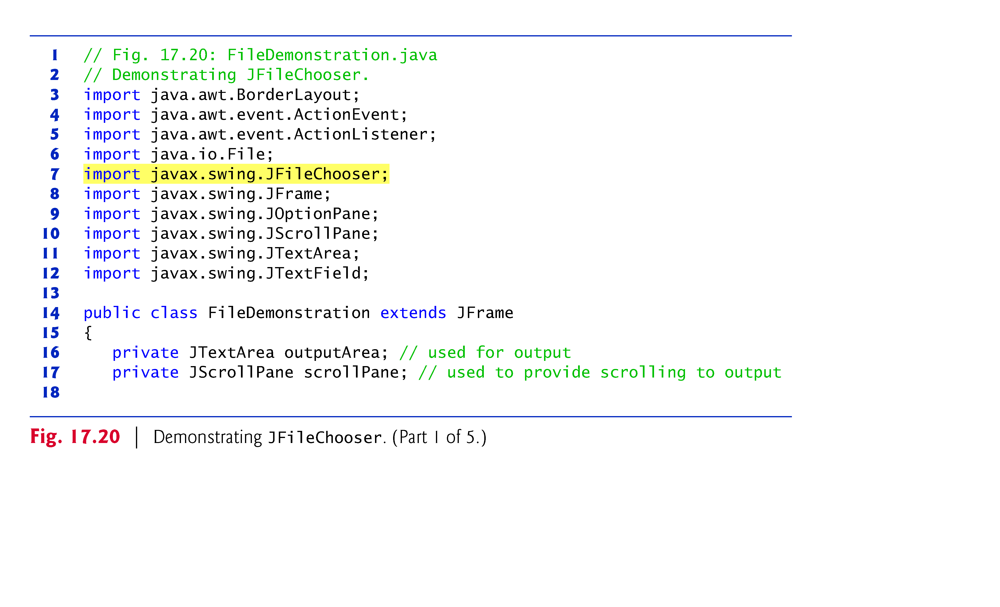 1 // Fig. 17.20: FileDemonstration.java
2 // Demonstrating JFileChooser.
3 import java.awt.BorderLayout;
4 import java.awt.event.ActionEvent;
5 import java.awt.event.ActionListener;
6 import java.io.File;
7 import javax.swing.JFileChooser;
8 import javax.swing.JFrame;
9 import javax.swing.JOptionPane;
10 import javax.swing.JScrollPane;
11 import javax.swing.JTextArea;
12 import javax.swing.JTextField;
13
14 public class FileDemonstration extends JFrame
15 {
16    private JTextArea outputArea; // used for output
17    private JScrollPane scrollPane; // used to provide scrolling to output
18
Fig. 17.20 | Demonstrating JFileChooser. (Part 1 of 5.)